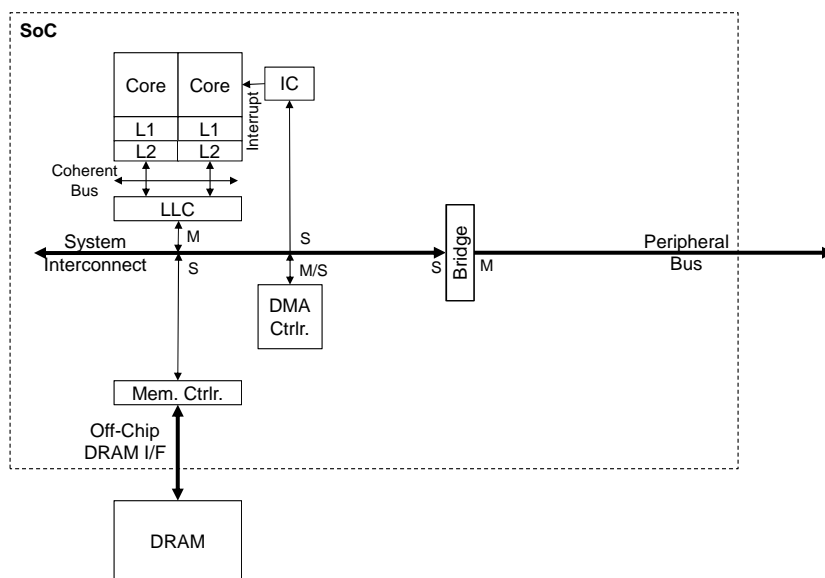 SoC
Core
Core
IC
Interrupt
L1
L1
L2
L2
Coherent
Bus
LLC
M
S
System
Interconnect
S
M/S
S
M
Bridge
Peripheral
Bus
DMA
Ctrlr.
Mem. Ctrlr.
Off-Chip
DRAM I/F
DRAM